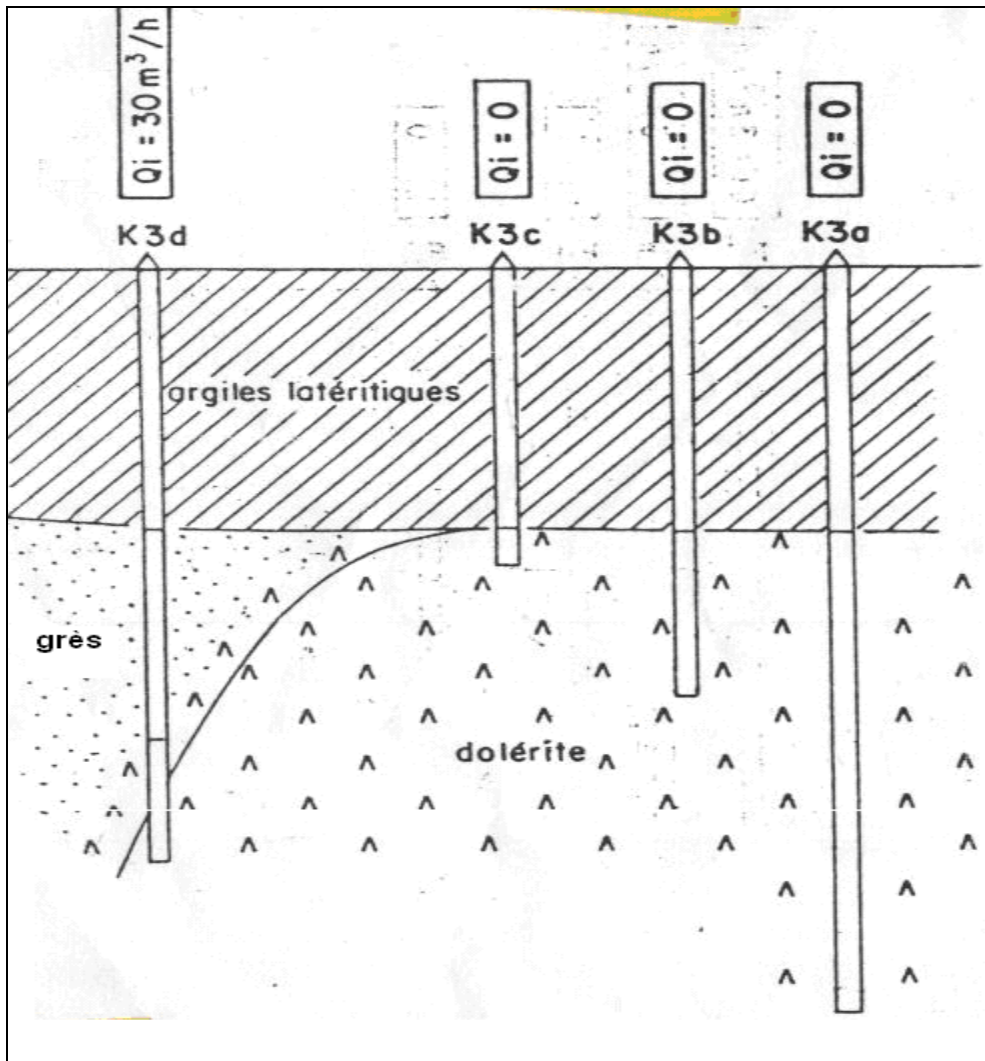 Qi = 30m³/h
Qi = 0
Qi = 0
Qi = 0
K3d
K3c
K3b
K3a
argiles latéritiques
grès
dolérite